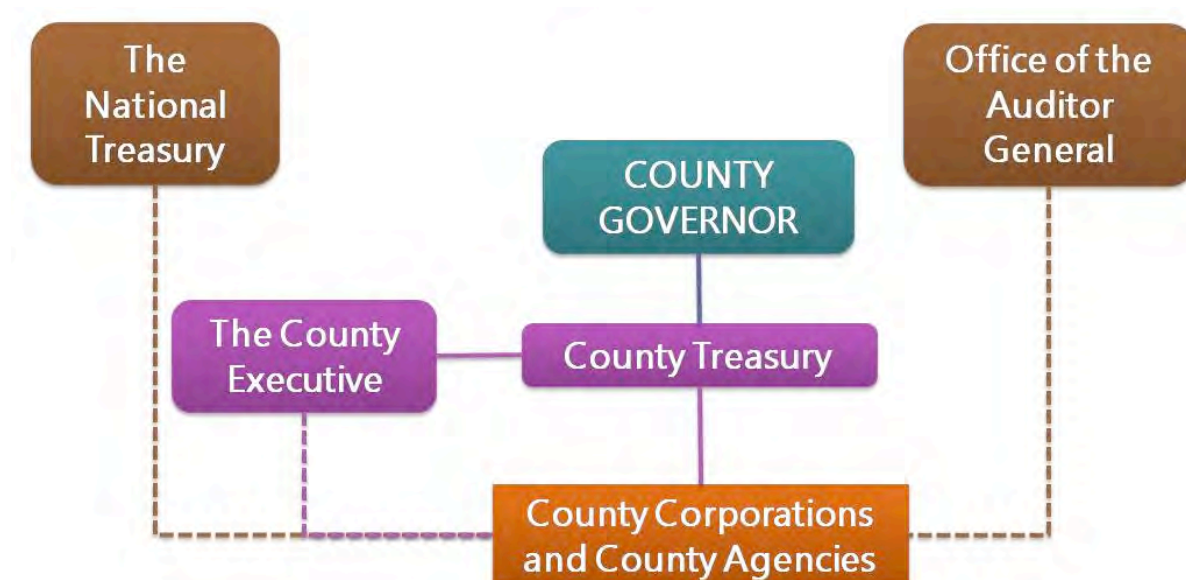 The
National
Treasury
Office of the
Auditor
General
COUNTY
GOVERNOR
The County
Executive
County Treasury
County Corporations
and County Agencies